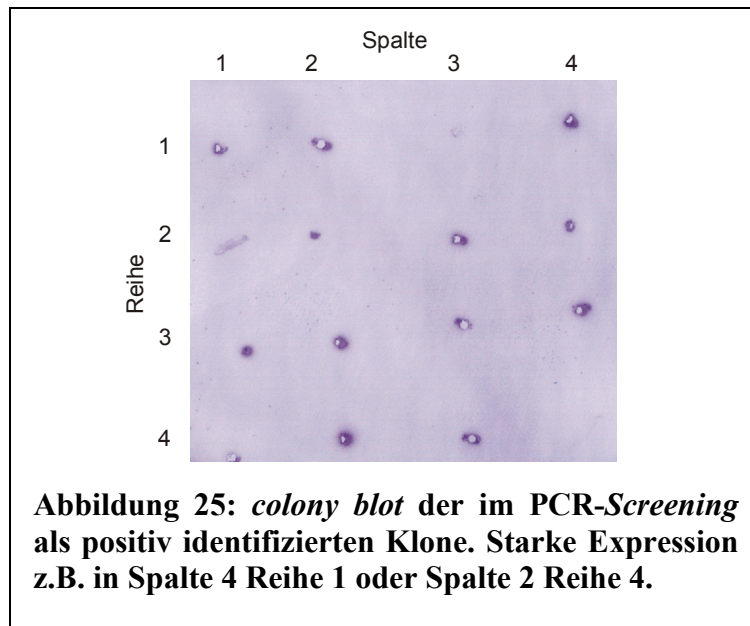 Spalte
1 2 3 4
1
2
Reihe
3
4
Abbildung 25: colony blot der im PCR-Screening
als positiv identifizierten Klone. Starke Expression
z.B. in Spalte 4 Reihe 1 oder Spalte 2 Reihe 4.